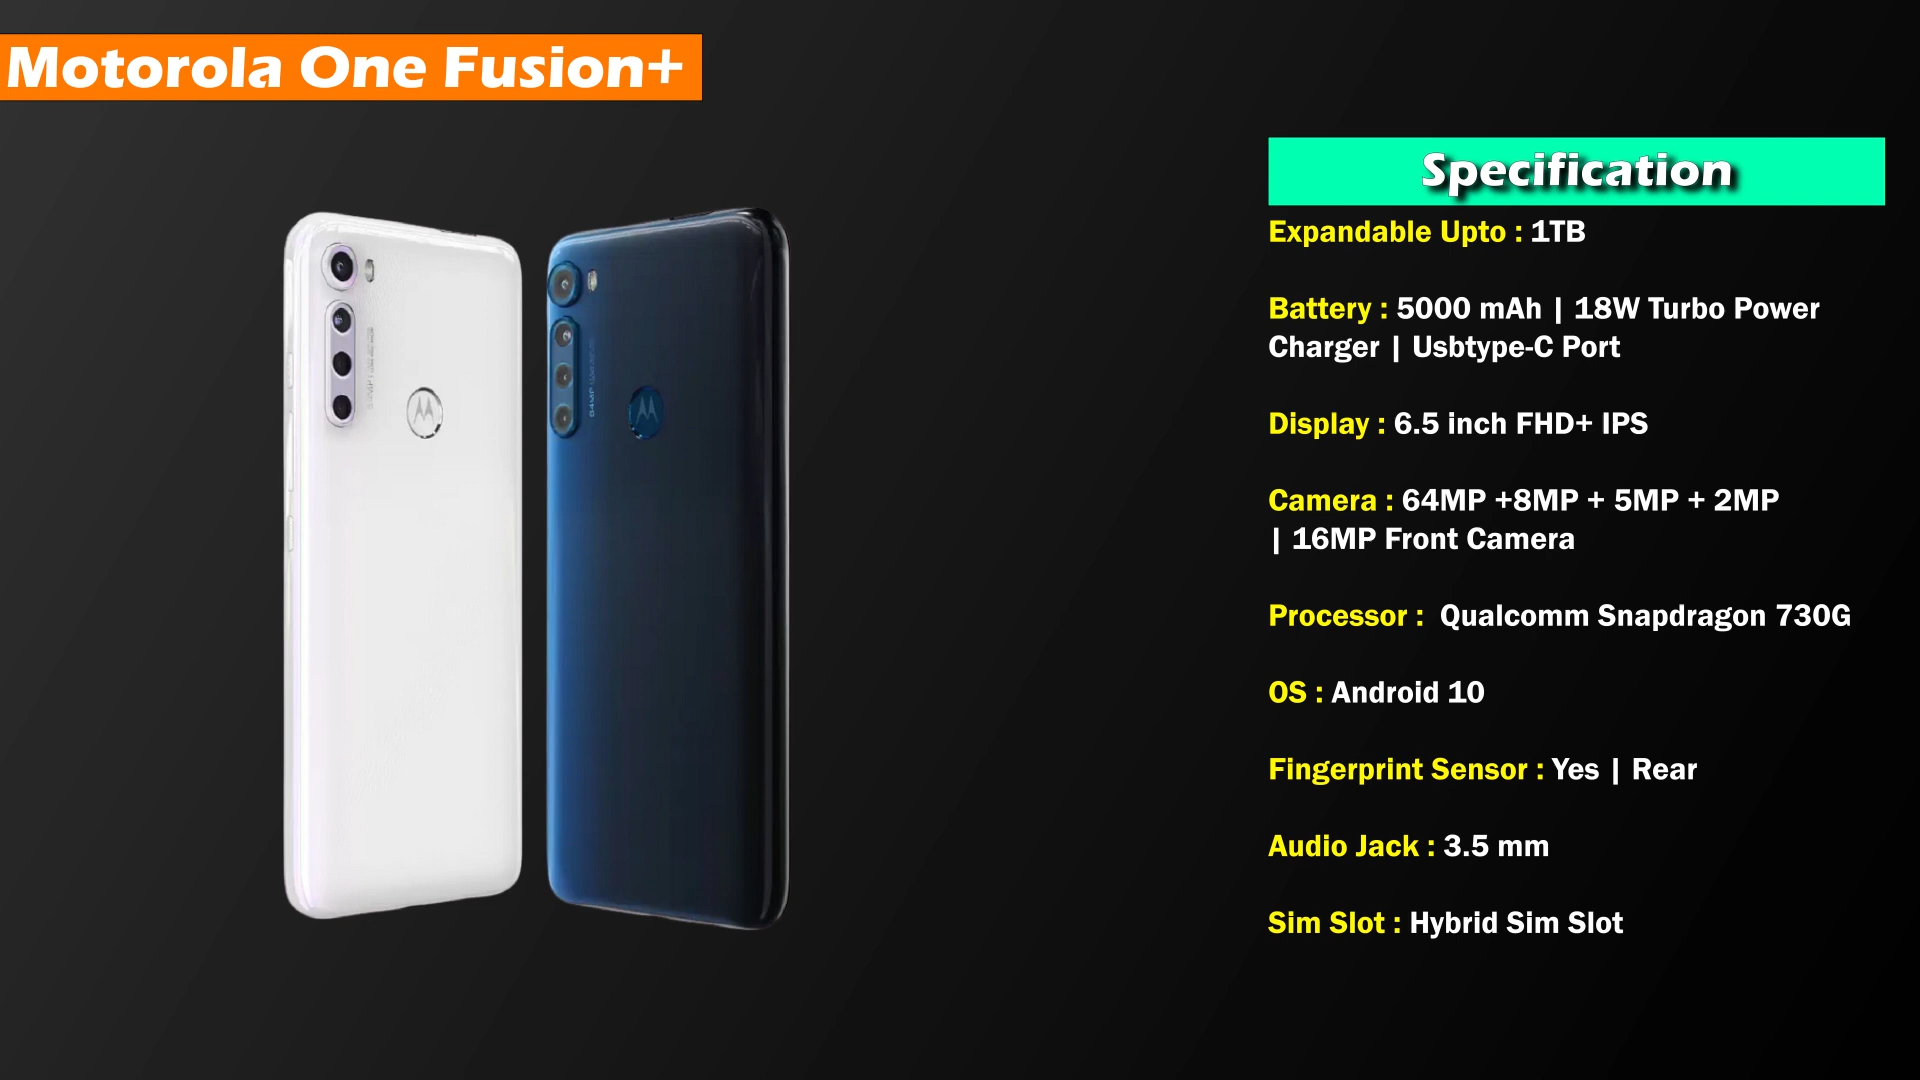 Motorola One Fusion+
Specification
Expandable Upto : 1TB
Battery : 5000 mAh | 18W Turbo Power
Charger | Usbtype-C Port
Display : 6.5 inch FHD+ IPS
Camera : 64MP +8MP + 5MP + 2MP
| 16MP Front Camera
Processor : Qualcomm Snapdragon 730G
OS : Android 10
Fingerprint Sensor : Yes | Rear
Audio Jack : 3.5 mm
Sim Slot : Hybrid Sim Slot
64MP